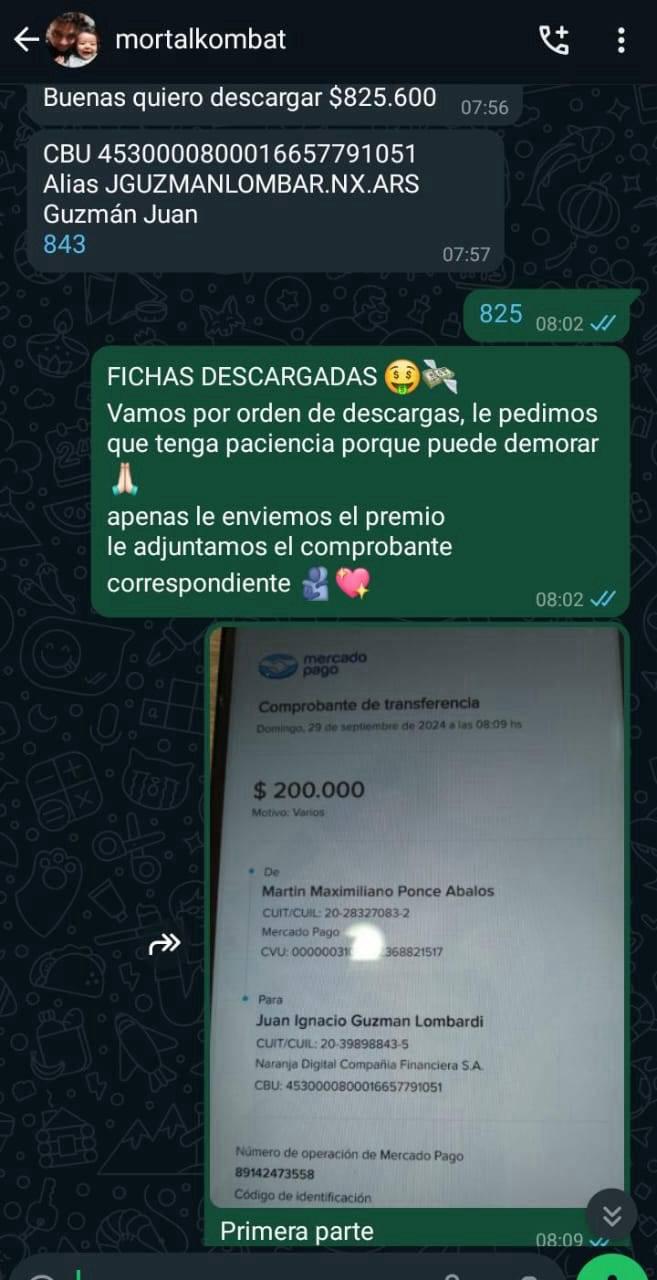 mortalkombat
Buenas quiero descargar $825.600 07:56
CBU 4530000800016657791051
Alias JGUZMANLOMBAR.NX.ARS
Guzmán Juan
843
07:57
825 08:02
FICHAS DESCARGADAS 🤑💸
Vamos por orden de descargas, le pedimos
que tenga paciencia porque puede demorar
🙏🏻
apenas le enviemos el premio
le adjuntamos el comprobante
correspondiente 🫂💖
08:02
mercado
pago
Comprobante de transferencia
Domingo, 29 de septiembre de 2024 a las 08:09 hs
$ 200.000
Motivo: Varios
De
Martin Maximiliano Ponce Abalos
CUIT/CUIL: 20-28327083-2
Mercado Pago
CVU:
Para
Juan Ignacio Guzman Lombardi
CUIT/CUIL: 20-39898843-5
Naranja Digital Compañia Financiera S.A.
CBU: 4530000800016657791051
Número de operación de Mercado Pago
89142473558
Código de identificación
Primera parte 08:09